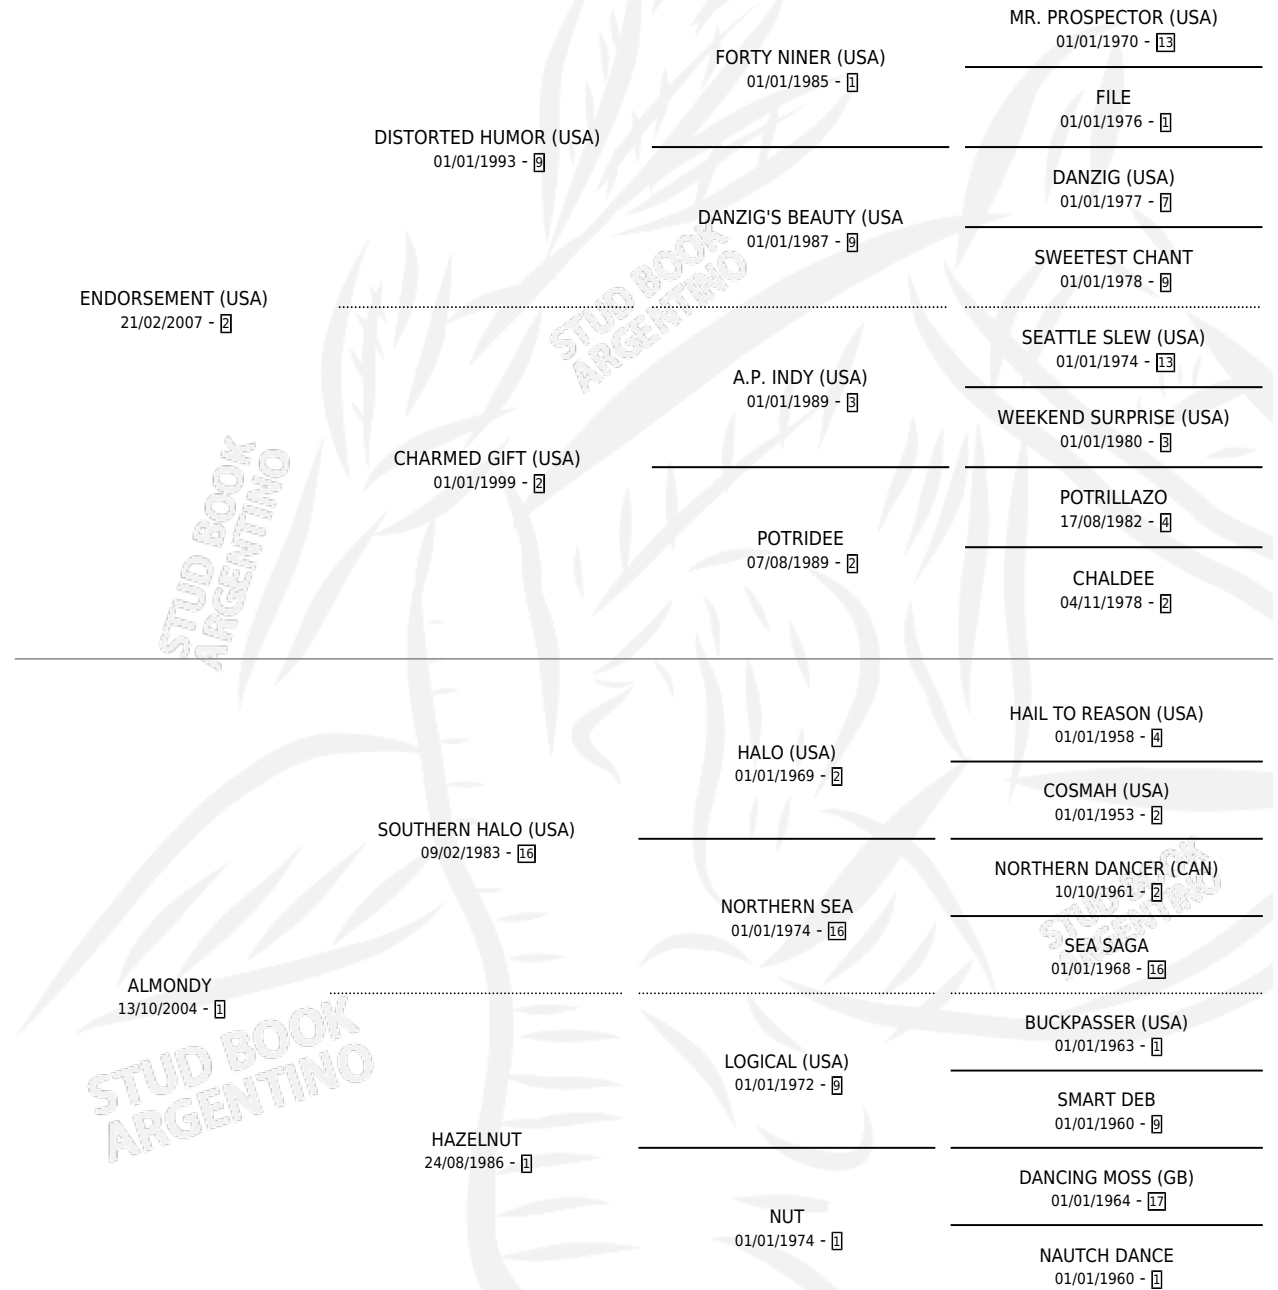 MR. PROSPECTOR (USA)
01/01/1970 - 13
FORTY NINER (USA)
01/01/1985 - 1
FILE
01/01/1976 - 1
DISTORTED HUMOR (USA)
01/01/1993 - 9
DANZIG (USA)
01/01/1977 - 7
DANZIG'S BEAUTY (USA
01/01/1987 - 9
SWEETEST CHANT
01/01/1978 - 9
ENDORSEMENT (USA)
21/02/2007 - 2
STUD BOOK
ARGENTINO
SEATTLE SLEW (USA)
01/01/1974 - 13
A.P. INDY (USA)
01/01/1989 - 3
WEEKEND SURPRISE (USA)
01/01/1980 - 3
CHARMED GIFT (USA)
01/01/1999 - 2
POTRILLAZO
17/08/1982 - 4
POTRIDEE
07/08/1989 - 2
CHALDEE
04/11/1978 - 2
STUD BOOK
ARGENTINO
HAIL TO REASON (USA)
01/01/1958 - 4
HALO (USA)
01/01/1969 - 2
COSMAH (USA)
01/01/1953 - 2
SOUTHERN HALO (USA)
09/02/1983 - 16
NORTHERN DANCER (CAN)
10/10/1961 - 2
NORTHERN SEA
01/01/1974 - 16
STUD BOOK
ARGENTINO
SEA SAGA
01/01/1968 - 16
ALMONDY
13/10/2004 - 1
STUD BOOK
ARGENTINO
BUCKPASSER (USA)
01/01/1963 - 1
LOGICAL (USA)
01/01/1972 - 9
SMART DEB
01/01/1960 - 9
HAZELNUT
24/08/1986 - 1
DANCING MOSS (GB)
01/01/1964 - 17
NUT
01/01/1974 - 1
NAUTCH DANCE
01/01/1960 - 1